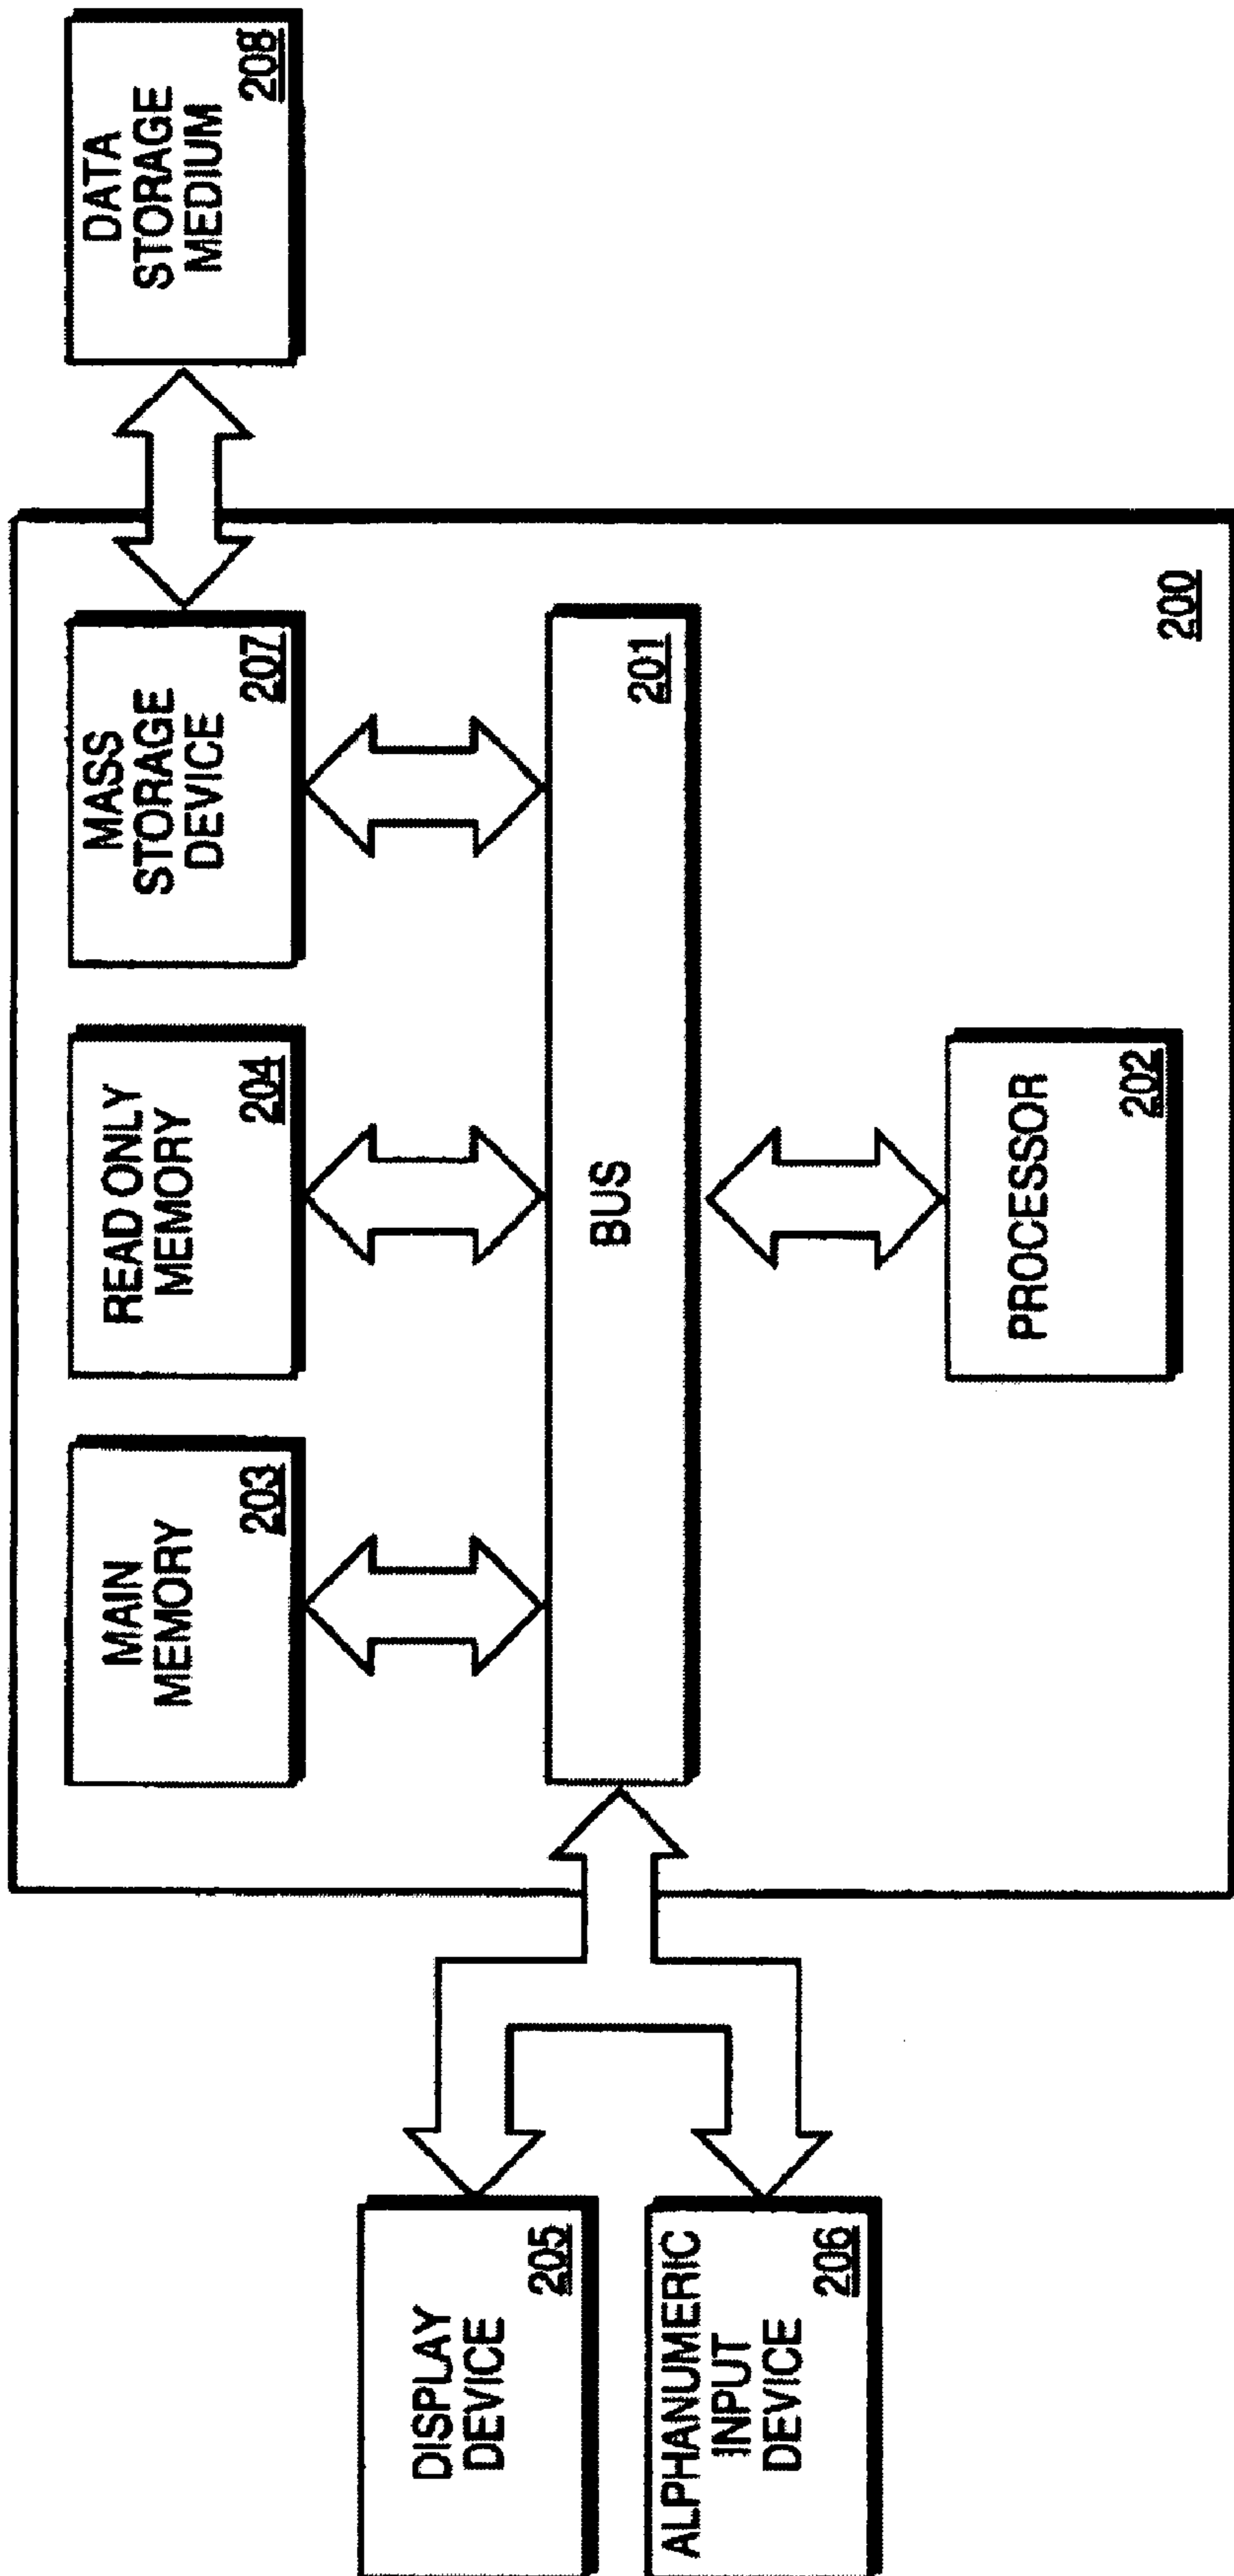 MAIN
MEMORY
203
READ ONLY
MEMORY
204
MASS
STORAGE
DEVICE
207
DATA
STORAGE
MEDIUM
208
DISPLAY
DEVICE
205
ALPHANUMERIC
INPUT
DEVICE
206
BUS
201
PROCESSOR
202
200